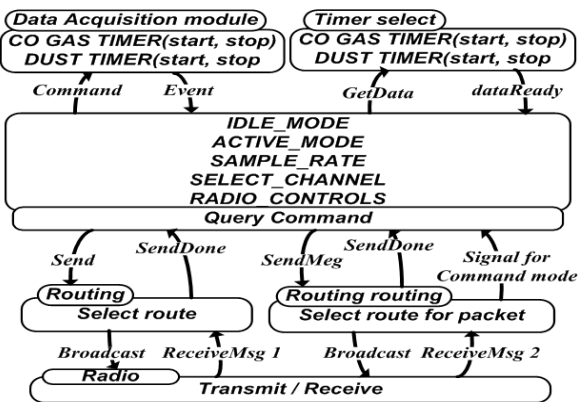 Data Acquisition module
Timer select
CO GAS TIMER(start, stop)
DUST TIMER(start, stop
CO GAS TIMER(start, stop)
DUST TIMER(start, stop
Command
Event
GetData
dataReady
IDLE_MODE
ACTIVE_MODE
SAMPLE_RATE
SELECT_CHANNEL
RADIO_CONTROLS
Query Command
Send
SendDone
SendMeg
SendDone
Signal for
Command mode
Routing
Select route
Routing routing
Select route for packet
Broadcast
ReceiveMsg 1
Broadcast
ReceiveMsg 2
Radio
Transmit / Receive